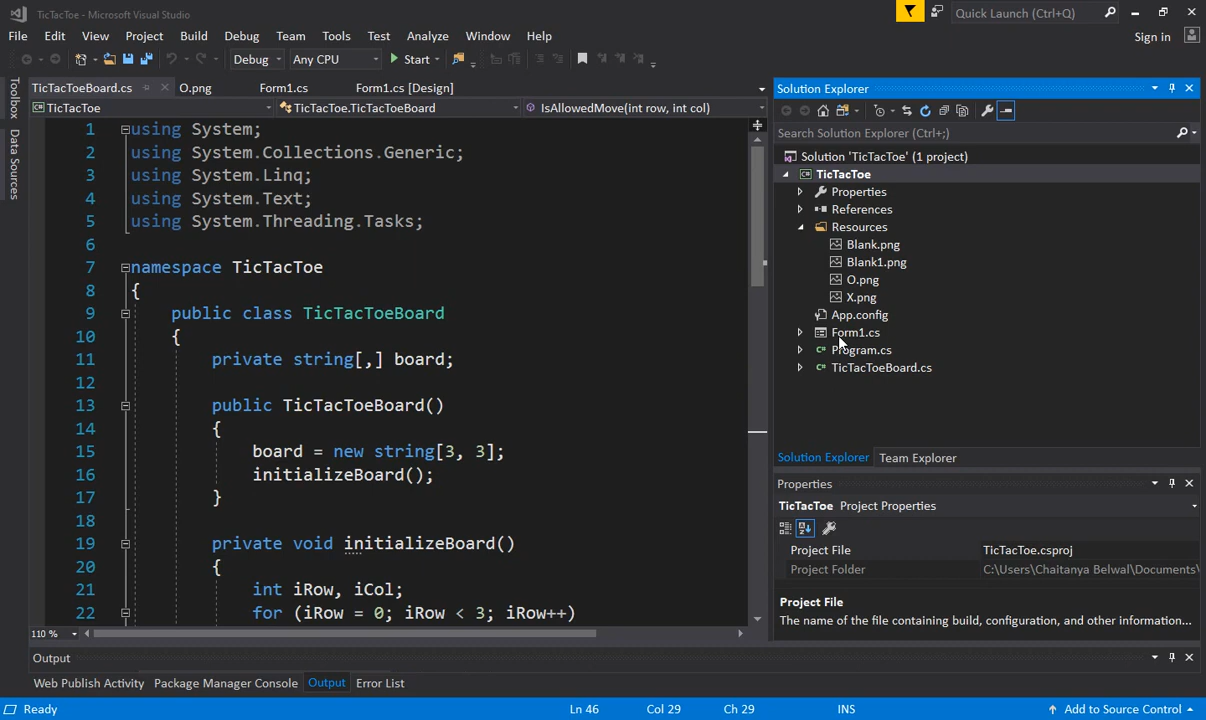 TicTacToe - Microsoft Visual Studio
Quick Launch (Ctrl+Q)
File Edit View Project Build Debug Team Tools Test Analyze Window Help
Sign in
Debug Any CPU Start
Toolbox
Data Sources
TicTacToeBoard.cs O.png Form1.cs Form1.cs [Design]
TicTacToe TicTacToe.TicTacToeBoard IsAllowedMove(int row, int col)
1 using System;
2 using System.Collections.Generic;
3 using System.Linq;
4 using System.Text;
5 using System.Threading.Tasks;
6
7 namespace TicTacToe
8 {
9 public class TicTacToeBoard
10 {
11 private string[,] board;
12
13 public TicTacToeBoard()
14 {
15 board = new string[3, 3];
16 initializeBoard();
17 }
18
19 private void initializeBoard()
20 {
21 int iRow, iCol;
22 for (iRow = 0; iRow < 3; iRow++)
110 %
Solution Explorer
Search Solution Explorer (Ctrl+;)
Solution 'TicTacToe' (1 project)
TicTacToe
Properties
References
Resources
Blank.png
Blank1.png
O.png
X.png
App.config
Form1.cs
Program.cs
TicTacToeBoard.cs
Solution Explorer Team Explorer
Properties
TicTacToe Project Properties
Project File TicTacToe.csproj
Project Folder C:\Users\Chaitanya Belwal\Documents\
Project File
The name of the file containing build, configuration, and other information...
Output
Web Publish Activity Package Manager Console Output Error List
Ready Ln 46 Col 29 Ch 29 INS Add to Source Control